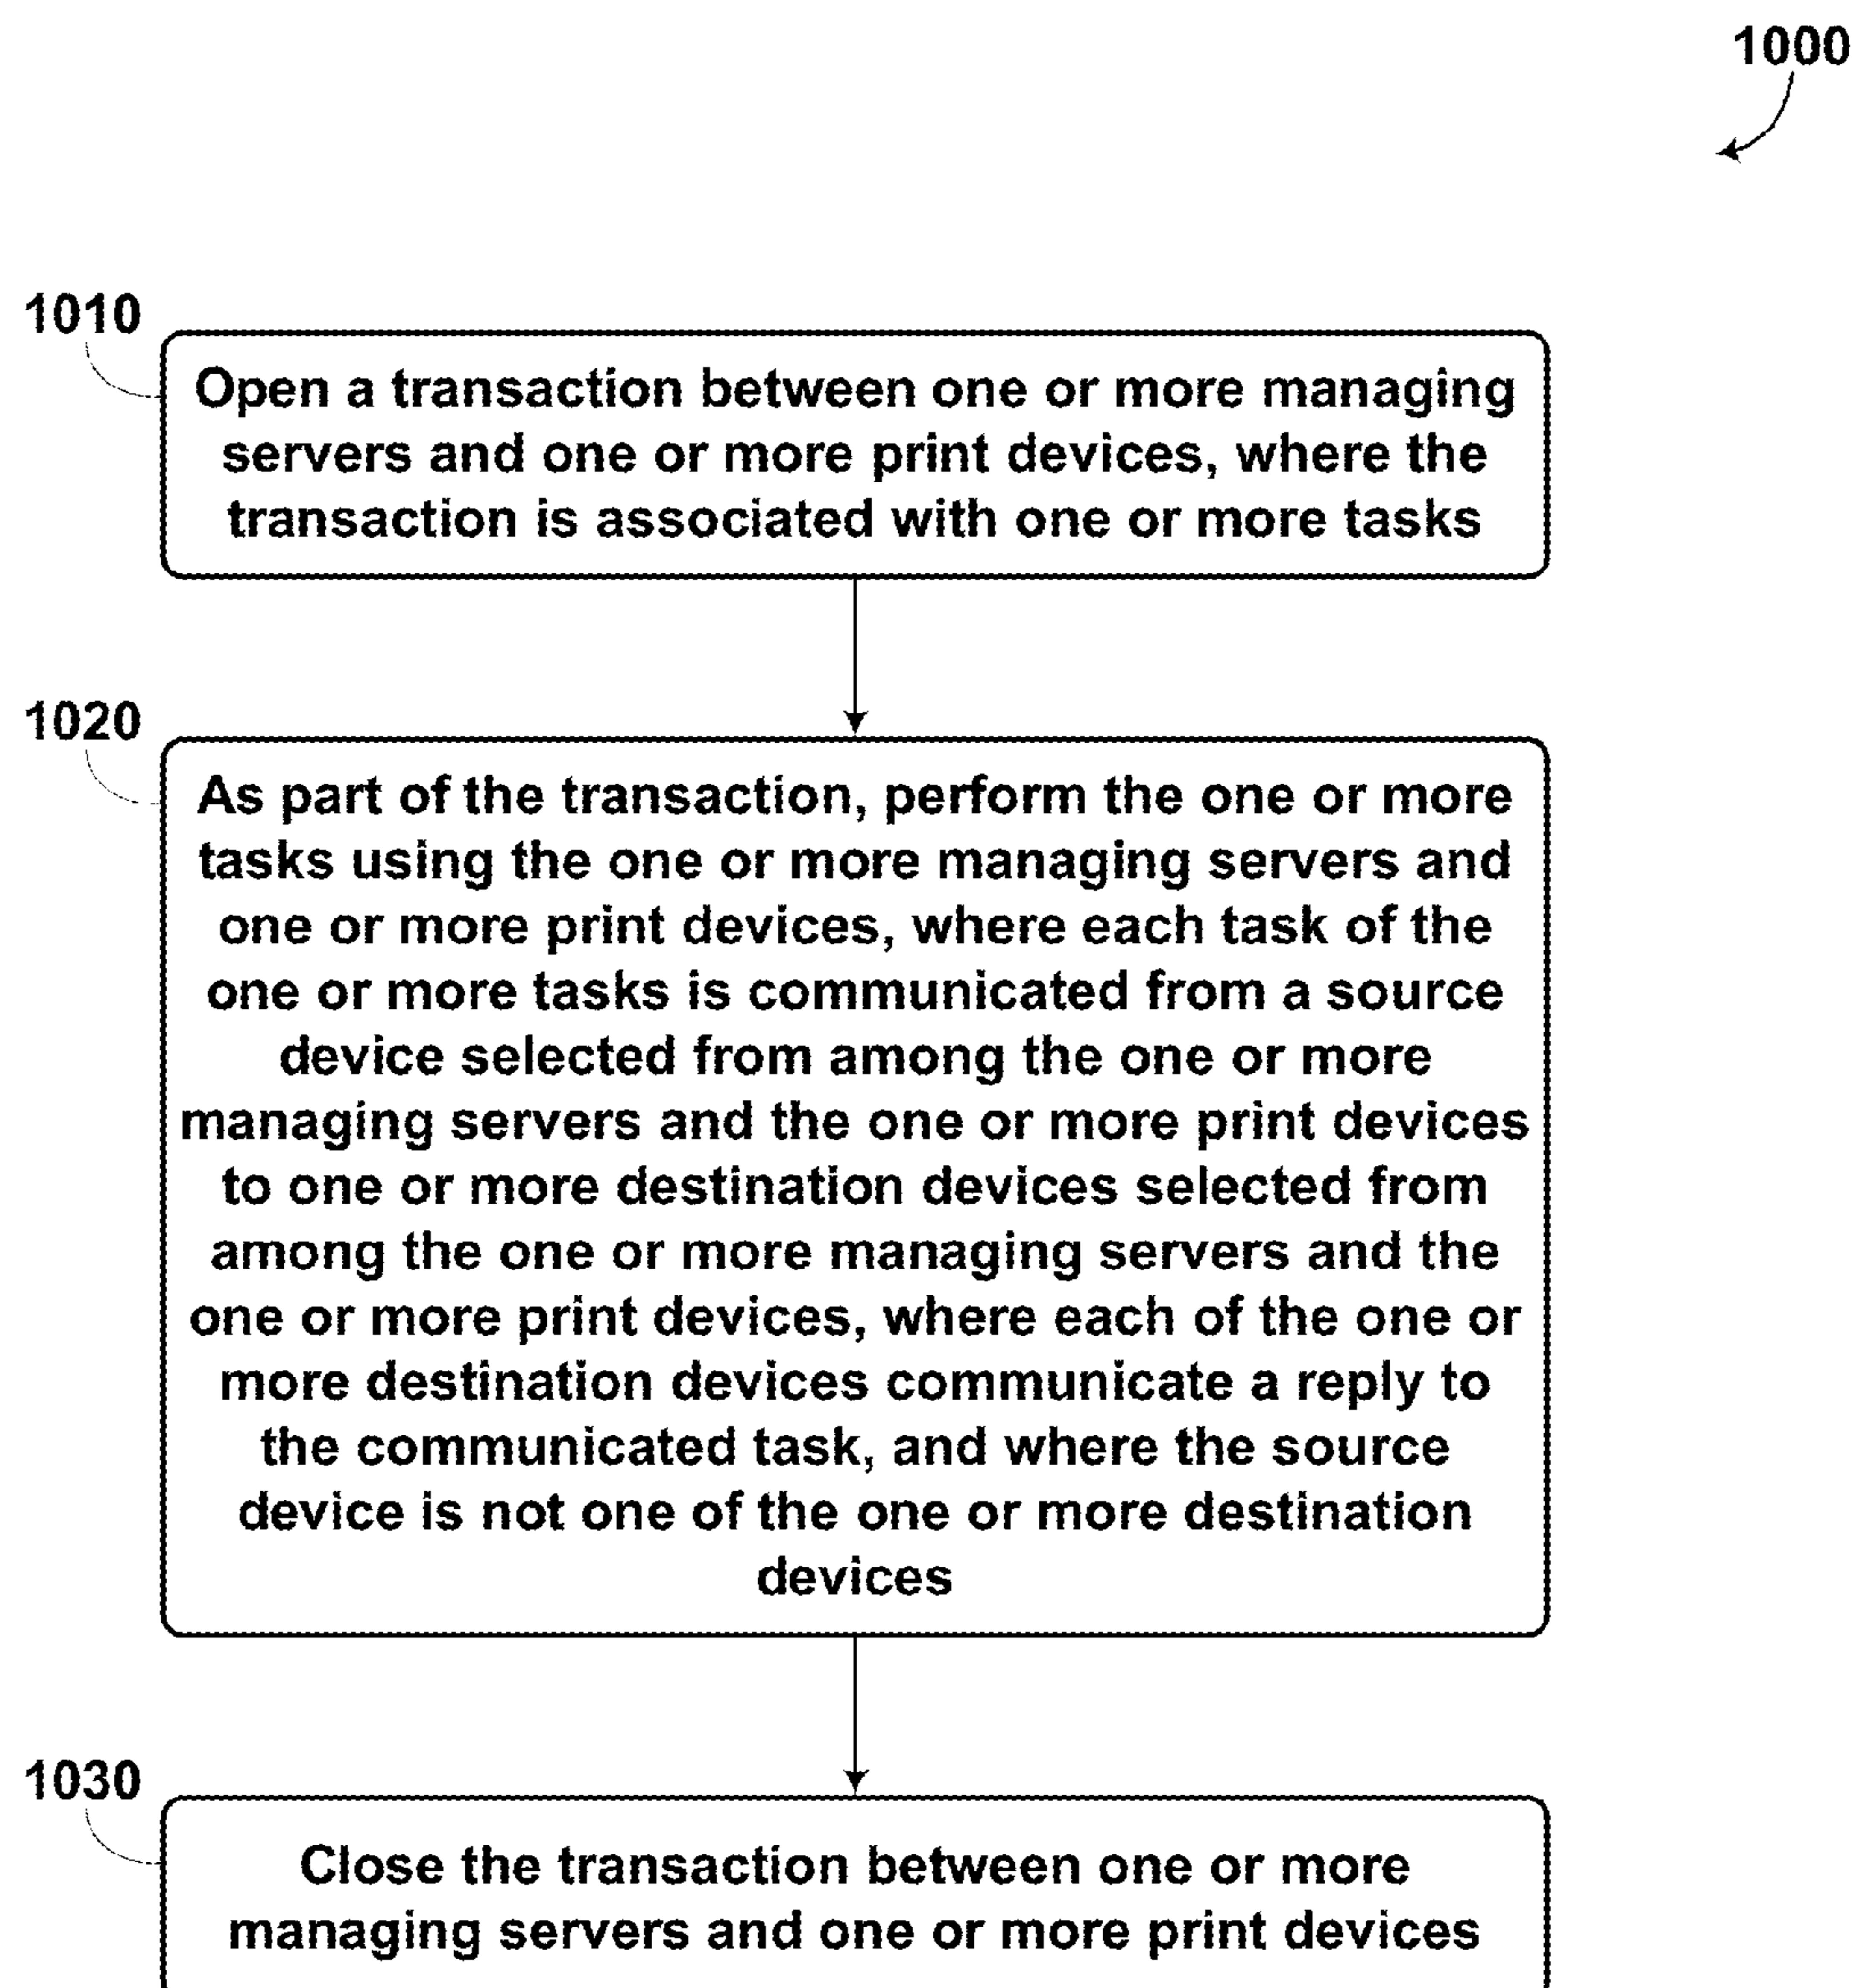 1000
1010
Open a transaction between one or more managing
servers and one or more print devices, where the
transaction is associated with one or more tasks
1020
As part of the transaction, perform the one or more
tasks using the one or more managing servers and
one or more print devices, where each task of the
one or more tasks is communicated from a source
device selected from among the one or more
managing servers and the one or more print devices
to one or more destination devices selected from
among the one or more managing servers and the
one or more print devices, where each of the one or
more destination devices communicate a reply to
the communicated task, and where the source
device is not one of the one or more destination
devices
1030
Close the transaction between one or more
managing servers and one or more print devices